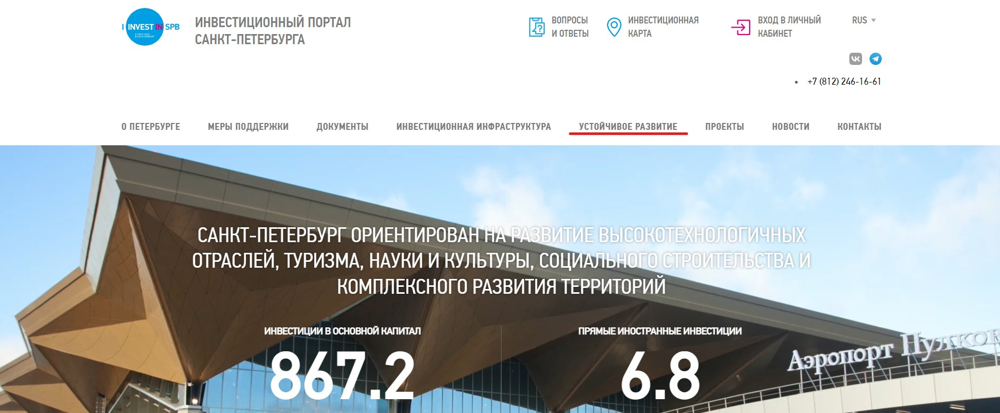 I INVEST IN SPB
ИНВЕСТИЦИОННЫЙ ПОРТАЛ
САНКТ-ПЕТЕРБУРГА
ВОПРОСЫ
И ОТВЕТЫ
ИНВЕСТИЦИОННАЯ
КАРТА
ВХОД В ЛИЧНЫЙ
КАБИНЕТ
RUS
+7 (812) 246-16-61
О ПЕТЕРБУРГЕ МЕРЫ ПОДДЕРЖКИ ДОКУМЕНТЫ ИНВЕСТИЦИОННАЯ ИНФРАСТРУКТУРА УСТОЙЧИВОЕ РАЗВИТИЕ ПРОЕКТЫ НОВОСТИ КОНТАКТЫ
САНКТ-ПЕТЕРБУРГ ОРИЕНТИРОВАН НА РАЗВИТИЕ ВЫСОКОТЕХНОЛОГИЧНЫХ
ОТРАСЛЕЙ, ТУРИЗМА, НАУКИ И КУЛЬТУРЫ, СОЦИАЛЬНОГО СТРОИТЕЛЬСТВА И
КОМПЛЕКСНОГО РАЗВИТИЯ ТЕРРИТОРИЙ
ИНВЕСТИЦИИ В ОСНОВНОЙ КАПИТАЛ
867.2
ПРЯМЫЕ ИНОСТРАННЫЕ ИНВЕСТИЦИИ
6.8
Аэропорт Пулков